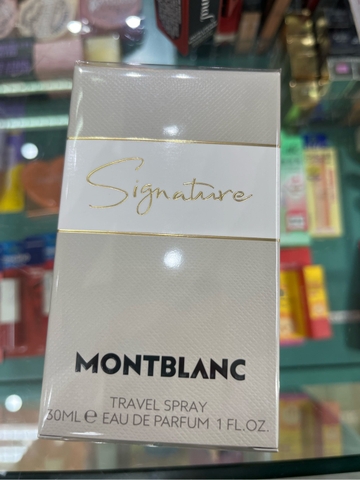 Signature
MONTBLANC
TRAVEL SPRAY
30ML ℮ EAU DE PARFUM 1 FL.OZ.